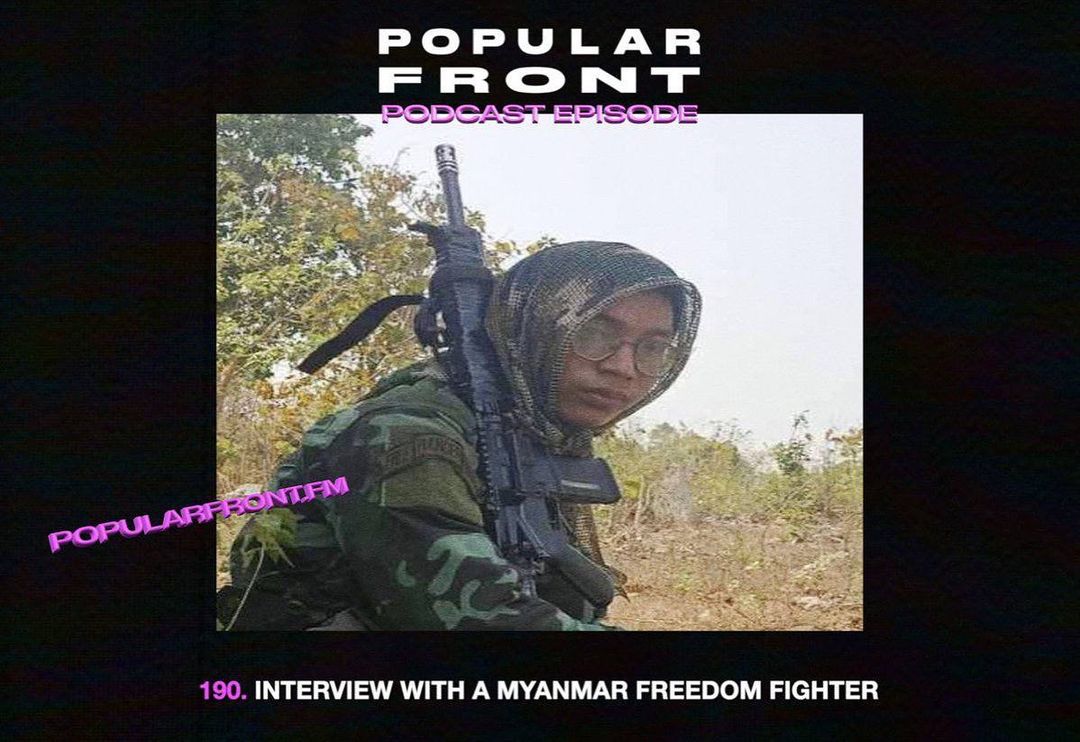 POPULAR
FRONT
PODCAST EPISODE
POPULARFRONT.FM
190. INTERVIEW WITH A MYANMAR FREEDOM FIGHTER